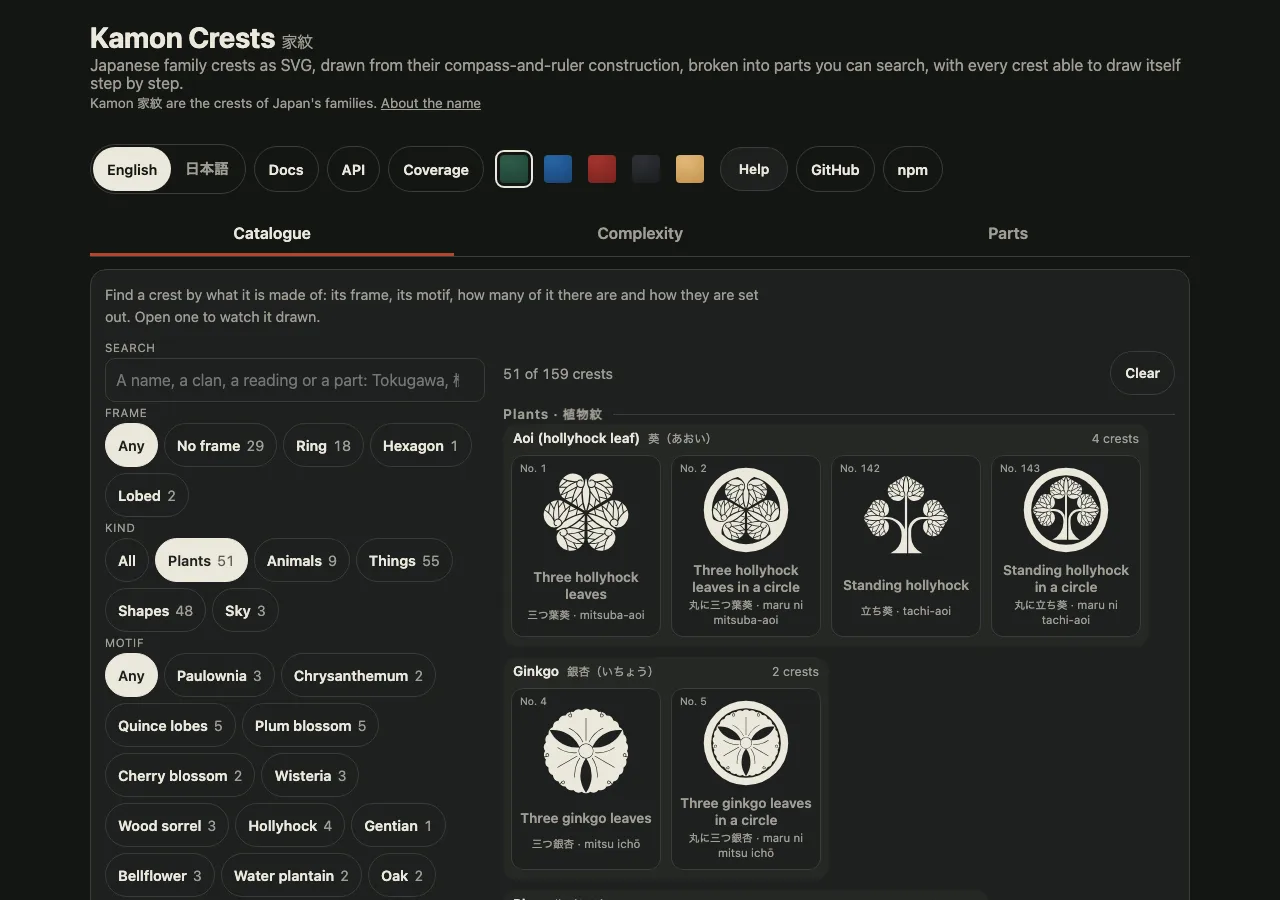 Kamon Crests 家紋
Japanese family crests as SVG, drawn from their compass-and-ruler construction, broken into parts you can search, with every crest able to draw itself
step by step.
Kamon 家紋 are the crests of Japan's families. About the name
English 日本語 Docs API Coverage Help GitHub npm
Catalogue Complexity Parts
Find a crest by what it is made of: its frame, its motif, how many of it there are and how they are set
out. Open one to watch it drawn.
SEARCH
A name, a clan, a reading or a part: Tokugawa,
51 of 159 crests
Clear
FRAME
Any No frame 29 Ring 18 Hexagon 1
Lobed 2
KIND
All Plants 51 Animals 9 Things 55
Shapes 48 Sky 3
MOTIF
Any Paulownia 3 Chrysanthemum 2
Quince lobes 5 Plum blossom 5
Cherry blossom 2 Wisteria 3
Wood sorrel 3 Hollyhock 4 Gentian 1
Bellflower 3 Water plantain 2 Oak 2
Plants · 植物紋
Aoi (hollyhock leaf) 葵（あおい） 4 crests
No. 1
Three hollyhock
leaves
三つ葉葵 · mitsuba-aoi
No. 2
Three hollyhock
leaves in a circle
丸に三つ葉葵 · maru ni
mitsuba-aoi
No. 142
Standing hollyhock
立ち葵 · tachi-aoi
No. 143
Standing hollyhock
in a circle
丸に立ち葵 · maru ni
tachi-aoi
Ginkgo 銀杏（いちょう） 2 crests
No. 4
Three ginkgo leaves
三つ銀杏 · mitsu ichō
No. 5
Three ginkgo leaves
in a circle
丸に三つ銀杏 · maru ni
mitsu ichō